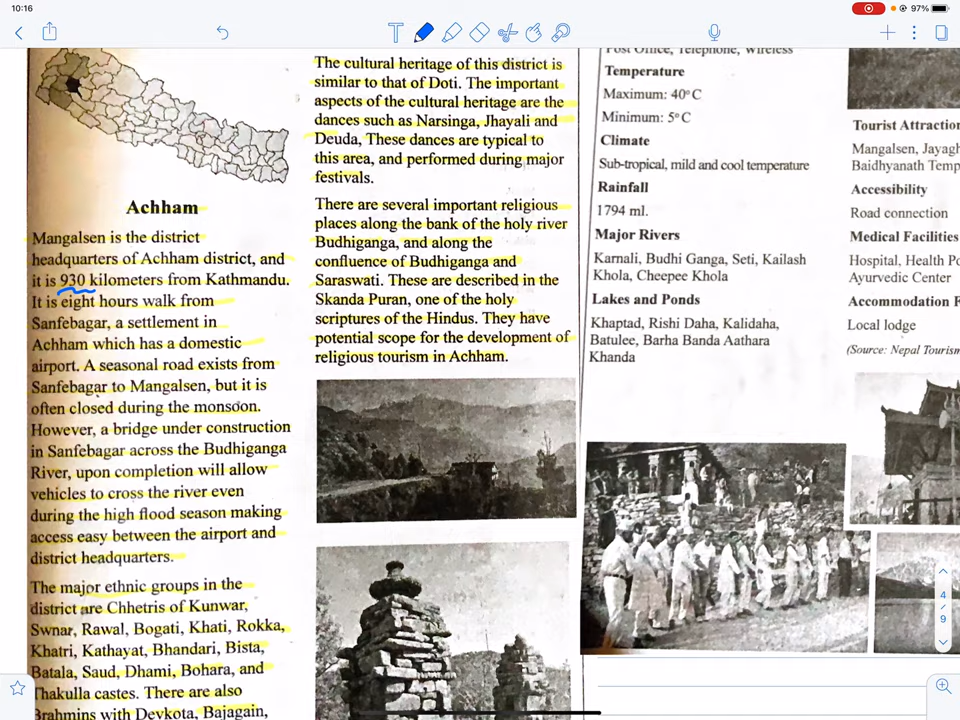 10:16
97%
Achham
Mangalsen is the district
headquarters of Achham district, and
it is 930 kilometers from Kathmandu.
It is eight hours walk from
Sanfebagar, a settlement in
Achham which has a domestic
airport. A seasonal road exists from
Sanfebagar to Mangalsen, but it is
often closed during the monsoon.
However, a bridge under construction
in Sanfebagar across the Budhiganga
River, upon completion will allow
vehicles to cross the river even
during the high flood season making
access easy between the airport and
district headquarters.
The major ethnic groups in the
district are Chhetris of Kunwar,
Swnar, Rawal, Bogati, Khati, Rokka,
Khatri, Kathayat, Bhandari, Bista,
Batala, Saud, Dhami, Bohara, and
Thakulla castes. There are also
Brahmins with Devkota, Bajagain,
The cultural heritage of this district is
similar to that of Doti. The important
aspects of the cultural heritage are the
dances such as Narsinga, Jhayali and
Deuda, These dances are typical to
this area, and performed during major
festivals.
There are several important religious
places along the bank of the holy river
Budhiganga, and along the
confluence of Budhiganga and
Saraswati. These are described in the
Skanda Puran, one of the holy
scriptures of the Hindus. They have
potential scope for the development of
religious tourism in Achham.
Post Office, Telephone, Wireless
Temperature
Maximum: 40°C
Minimum: 5°C
Climate
Sub-tropical, mild and cool temperature
Rainfall
1794 ml.
Major Rivers
Karnali, Budhi Ganga, Seti, Kailash
Khola, Cheepee Khola
Lakes and Ponds
Khaptad, Rishi Daha, Kalidaha,
Batulee, Barha Banda Aathara
Khanda
Tourist Attraction
Mangalsen, Jayagh
Baidhyanath Temp
Accessibility
Road connection
Medical Facilities
Hospital, Health Po
Ayurvedic Center
Accommodation F
Local lodge
(Source: Nepal Tourism
4
/
9